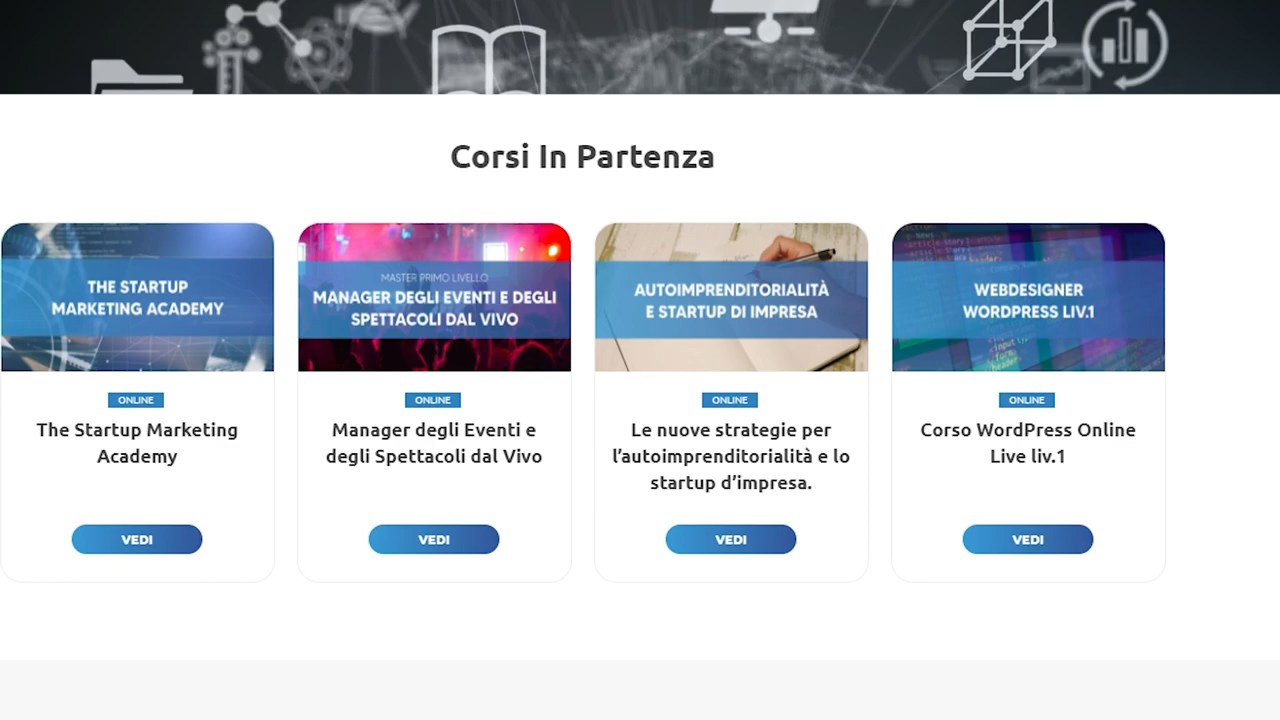 Corsi In Partenza
THE STARTUP
MARKETING ACADEMY
ONLINE
The Startup Marketing
Academy
VEDI
MASTER PRIMO LIVELLO
MANAGER DEGLI EVENTI E DEGLI
SPETTACOLI DAL VIVO
ONLINE
Manager degli Eventi e
degli Spettacoli dal Vivo
VEDI
AUTOIMPRENDITORIALITÀ
E STARTUP DI IMPRESA
ONLINE
Le nuove strategie per
l’autoimprenditorialità e lo
startup d’impresa.
VEDI
WEBDESIGNER
WORDPRESS LIV.1
ONLINE
Corso WordPress Online
Live liv.1
VEDI